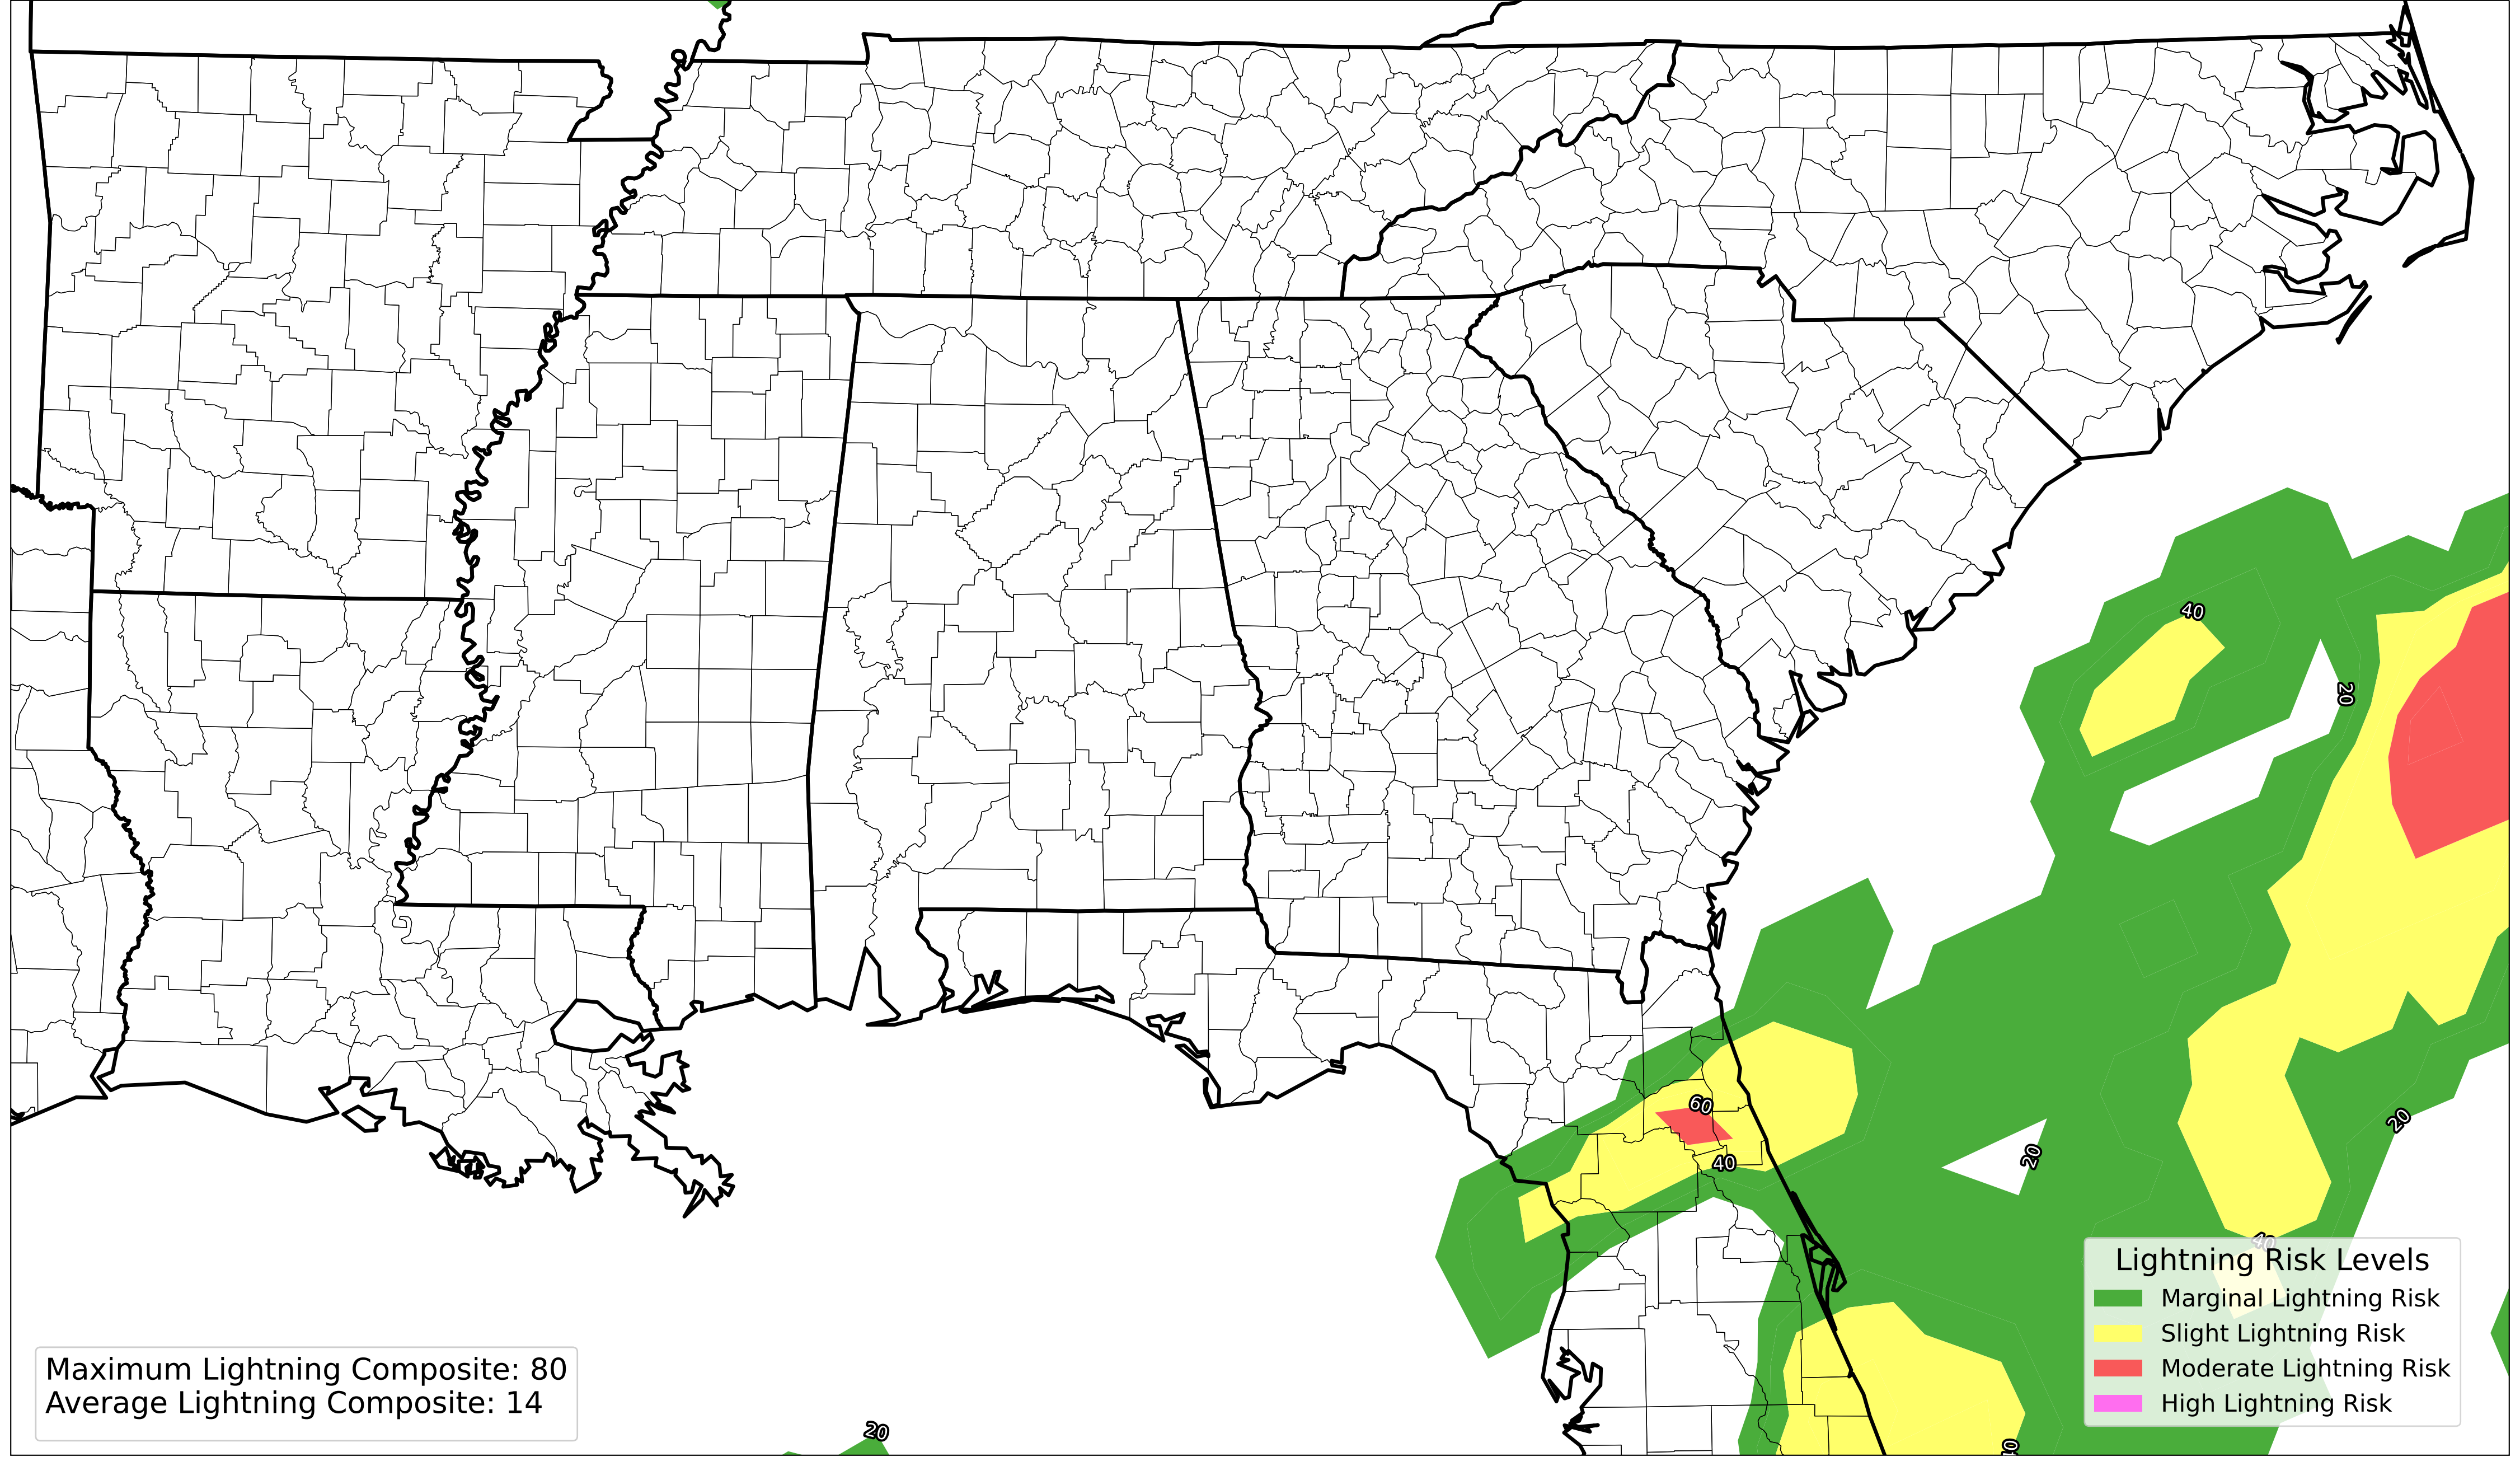 40
20
60
40
20
20
40
Lightning Risk Levels
Marginal Lightning Risk
Slight Lightning Risk
Moderate Lightning Risk
High Lightning Risk
Maximum Lightning Composite: 80
Average Lightning Composite: 14
20